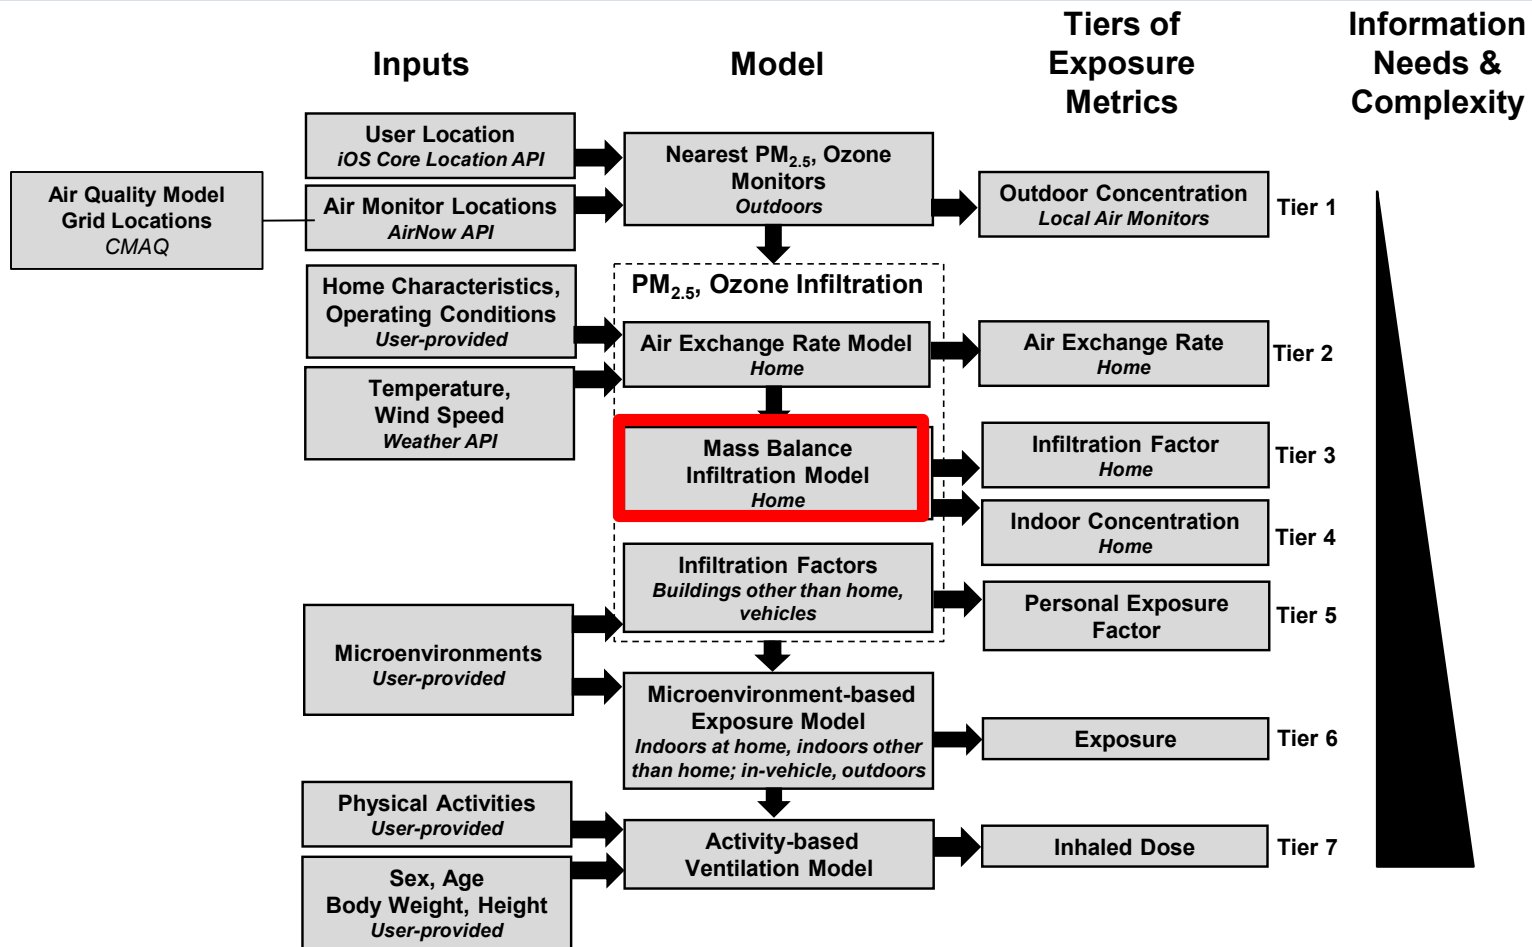 Inputs
Model
Tiers of
Exposure
Metrics
Information
Needs &
Complexity
Air Quality Model
Grid Locations
CMAQ
User Location
iOS Core Location API
Air Monitor Locations
AirNow API
Nearest PM2.5, Ozone
Monitors
Outdoors
Outdoor Concentration
Local Air Monitors
Tier 1
Home Characteristics,
Operating Conditions
User-provided
Temperature,
Wind Speed
Weather API
PM2.5, Ozone Infiltration
Air Exchange Rate Model
Home
Air Exchange Rate
Home
Tier 2
Mass Balance
Infiltration Model
Home
Infiltration Factor
Home
Tier 3
Indoor Concentration
Home
Tier 4
Infiltration Factors
Buildings other than home,
vehicles
Personal Exposure
Factor
Tier 5
Microenvironments
User-provided
Microenvironment-based
Exposure Model
Indoors at home, indoors other
than home; in-vehicle, outdoors
Exposure
Tier 6
Physical Activities
User-provided
Sex, Age
Body Weight, Height
User-provided
Activity-based
Ventilation Model
Inhaled Dose
Tier 7